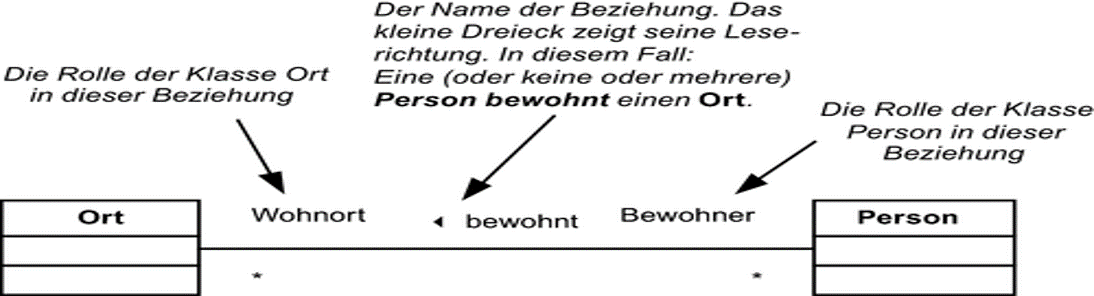 Der Name der Beziehung. Das
kleine Dreieck zeigt seine Lese-
richtung. In diesem Fall:
Eine (oder keine oder mehrere)
Person bewohnt einen Ort.
Die Rolle der Klasse Ort
in dieser Beziehung
Die Rolle der Klasse
Person in dieser
Beziehung
Ort
Wohnort
◄ bewohnt
Bewohner
Person
*
*